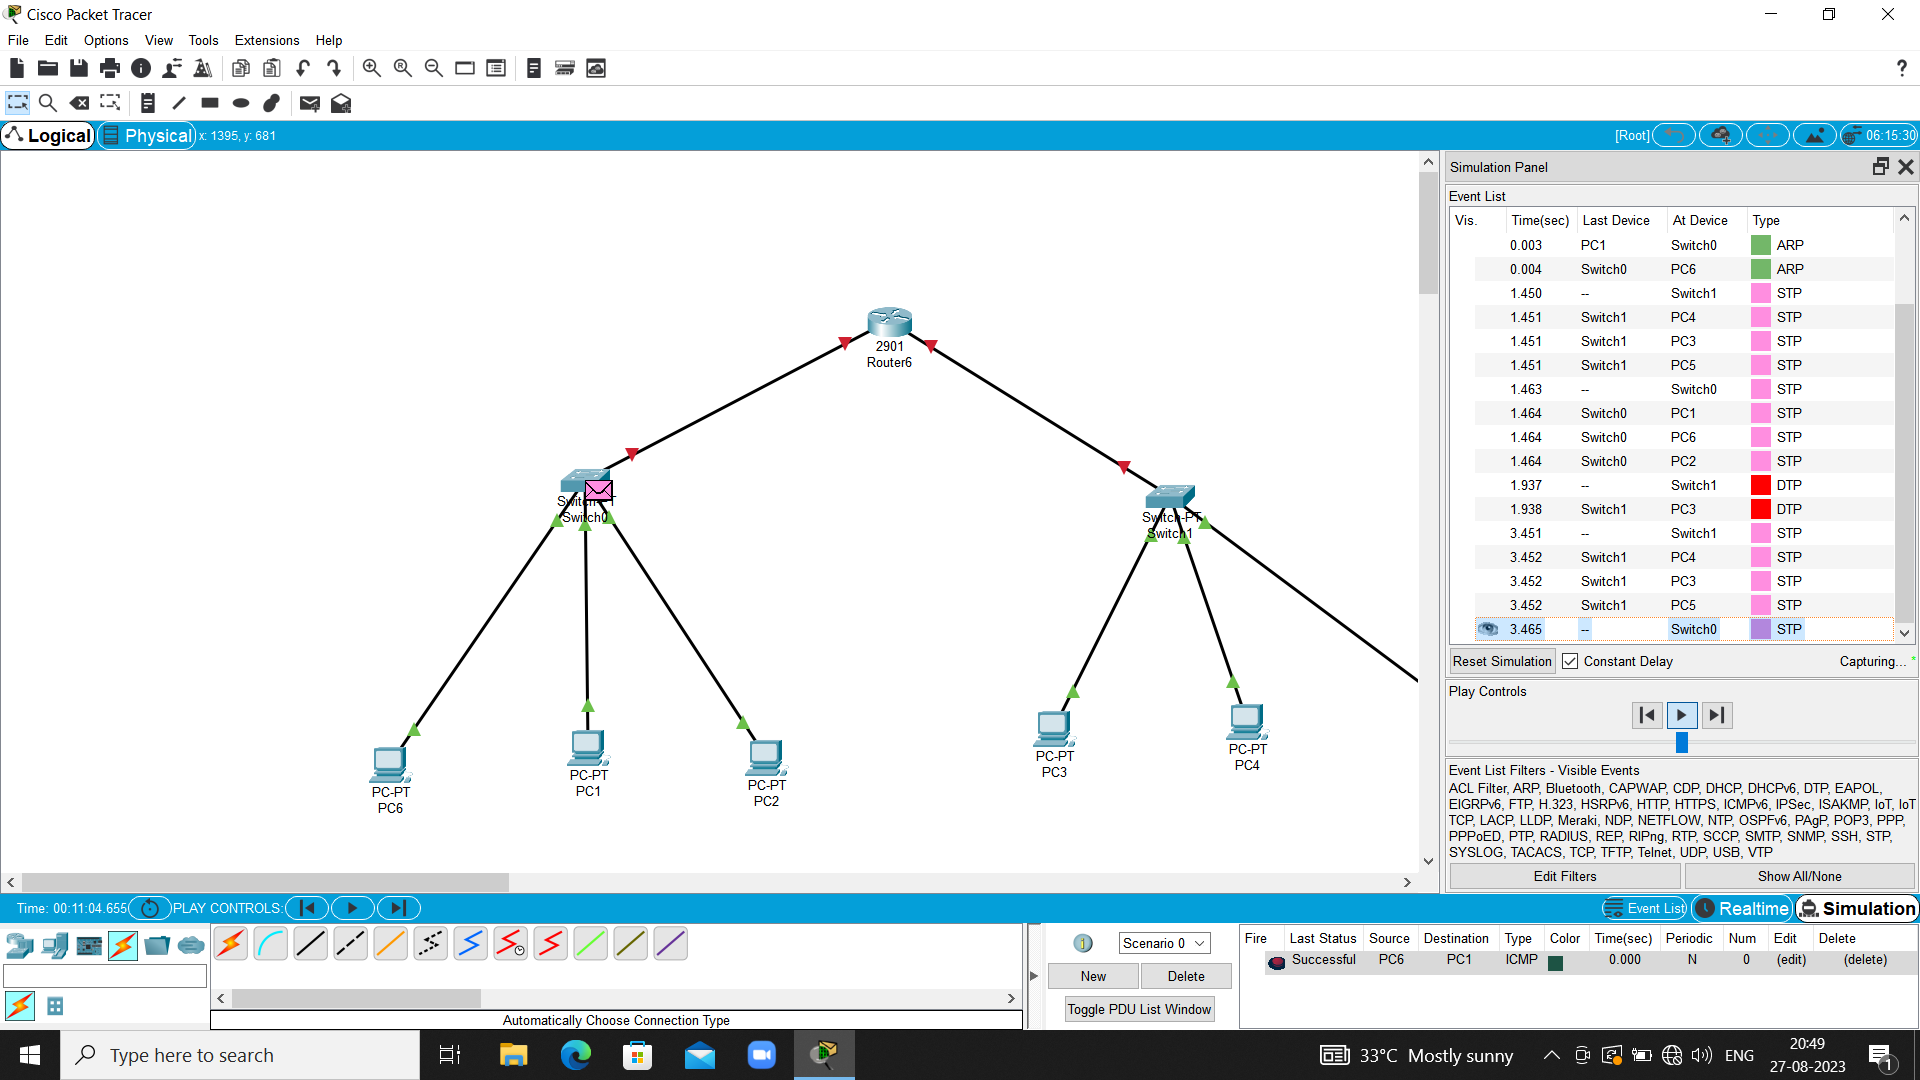 Cisco Packet Tracer
File Edit Options View Tools Extensions Help
?
Logical Physical x: 1395, y: 681 [Root] 06:15:30
2901
Router6
Switch-PT
Switch0
Switch-PT
Switch1
PC-PT
PC6
PC-PT
PC1
PC-PT
PC2
PC-PT
PC3
PC-PT
PC4
Simulation Panel
Event List
Vis. Time(sec) Last Device At Device Type
0.003 PC1 Switch0 ARP
0.004 Switch0 PC6 ARP
1.450 -- Switch1 STP
1.451 Switch1 PC4 STP
1.451 Switch1 PC3 STP
1.451 Switch1 PC5 STP
1.463 -- Switch0 STP
1.464 Switch0 PC1 STP
1.464 Switch0 PC6 STP
1.464 Switch0 PC2 STP
1.937 -- Switch1 DTP
1.938 Switch1 PC3 DTP
3.451 -- Switch1 STP
3.452 Switch1 PC4 STP
3.452 Switch1 PC3 STP
3.452 Switch1 PC5 STP
3.465 -- Switch0 STP
Reset Simulation Constant Delay Capturing... *
Play Controls
Event List Filters - Visible Events
ACL Filter, ARP, Bluetooth, CAPWAP, CDP, DHCP, DHCPv6, DTP, EAPOL,
EIGRPv6, FTP, H.323, HSRPv6, HTTP, HTTPS, ICMPv6, IPSec, ISAKMP, IoT, IoT
TCP, LACP, LLDP, Meraki, NDP, NETFLOW, NTP, OSPFv6, PAgP, POP3, PPP,
PPPoED, PTP, RADIUS, REP, RIPng, RTP, SCCP, SMTP, SNMP, SSH, STP,
SYSLOG, TACACS, TCP, TFTP, Telnet, UDP, USB, VTP
Edit Filters Show All/None
Time: 00:11:04.655 PLAY CONTROLS: Event List Realtime Simulation
Scenario 0
New Delete
Toggle PDU List Window
Fire Last Status Source Destination Type Color Time(sec) Periodic Num Edit Delete
Successful PC6 PC1 ICMP 0.000 N 0 (edit) (delete)
Automatically Choose Connection Type
Type here to search
33°C Mostly sunny
ENG
20:49
27-08-2023
1